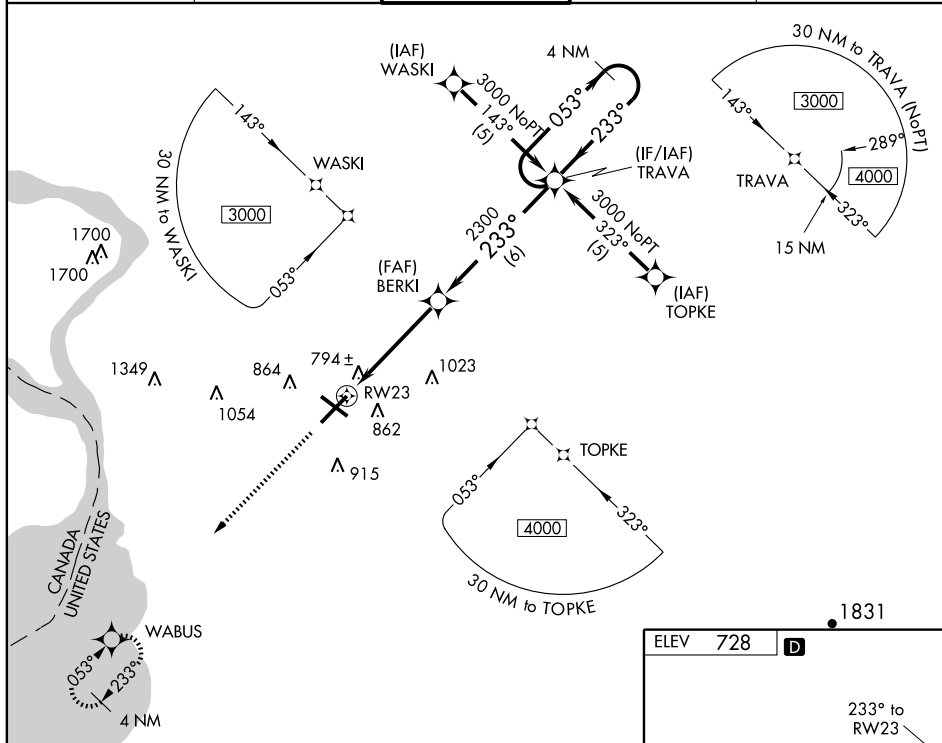 (IAF)
WASKI
4 NM
3000 NoPT
143°
(5)
053°
233°
(IF/IAF)
TRAVA
30 NM to TRAVA (NoPT)
143°
3000
289°
TRAVA
4000
323°
15 NM
143°
WASKI
30 NM to WASKI
3000
053°
2300
233°
(6)
3000 NoPT
323°
(5)
(IAF)
TOPKE
(FAF)
BERKI
1700
1700
1349
1054
864
794 ±
1023
RW23
862
915
TOPKE
053°
323°
4000
30 NM to TOPKE
CANADA
UNITED STATES
WABUS
053°
233°
4 NM
1831
ELEV 728
D
233° to
RW23